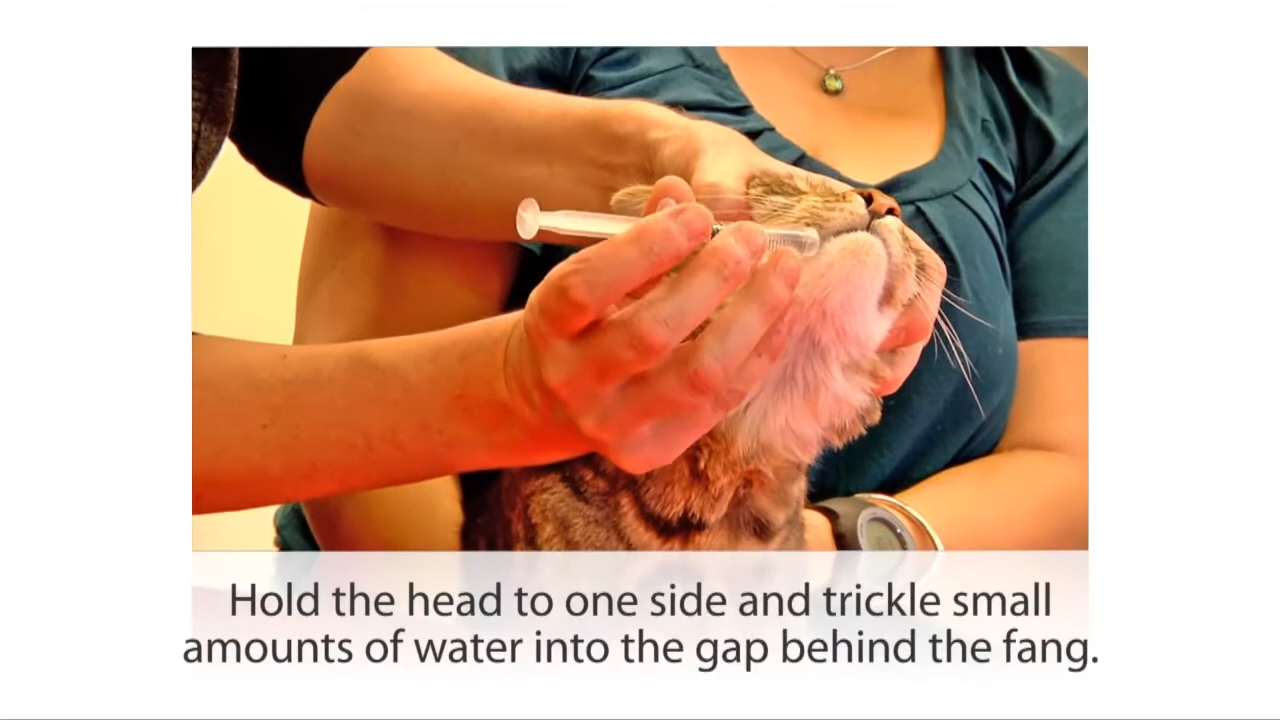 Hold the head to one side and trickle small
amounts of water into the gap behind the fang.